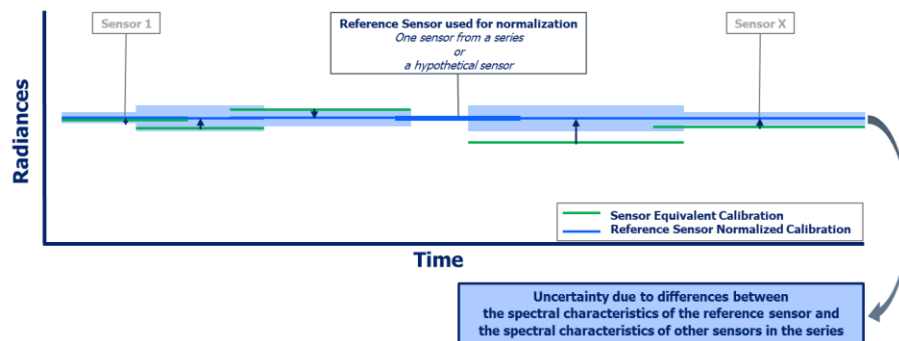 Sensor 1
Reference Sensor used for normalization
One sensor from a series
or
a hypothetical sensor
Sensor X
Radiances
Sensor Equivalent Calibration
Reference Sensor Normalized Calibration
Time
Uncertainty due to differences between
the spectral characteristics of the reference sensor and
the spectral characteristics of other sensors in the series